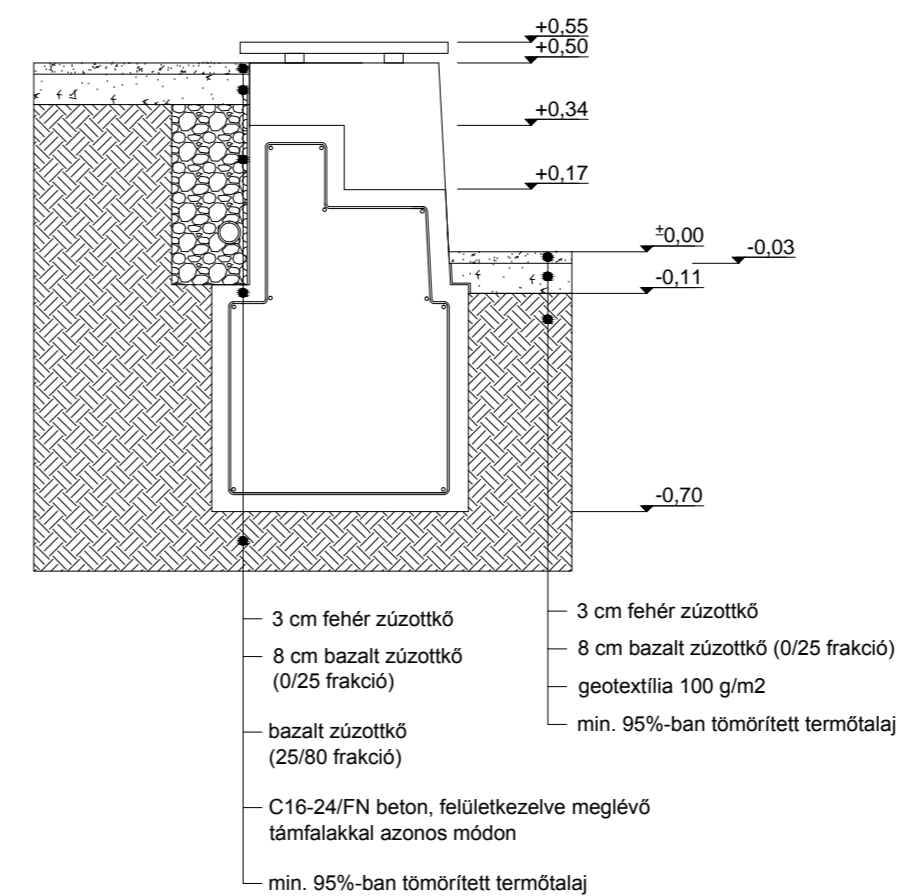 +0,55
+0,50
+0,34
+0,17
±0,00
-0,03
-0,11
-0,70
3 cm fehér zúzottkő
8 cm bazalt zúzottkő
(0/25 frakció)
bazalt zúzottkő
(25/80 frakció)
C16-24/FN beton, felületkezelve meglévő
támfalakkal azonos módon
min. 95%-ban tömörített termőtalaj
3 cm fehér zúzottkő
8 cm bazalt zúzottkő (0/25 frakció)
geotextília 100 g/m2
min. 95%-ban tömörített termőtalaj